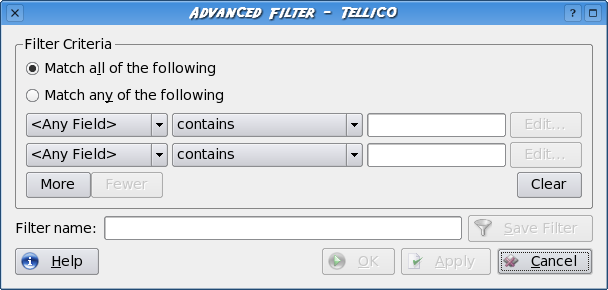 Advanced Filter - Tellico
Filter Criteria
Match all of the following
Match any of the following
<Any Field> contains Edit...
<Any Field> contains Edit...
More Fewer Clear
Filter name: Save Filter
Help OK Apply Cancel